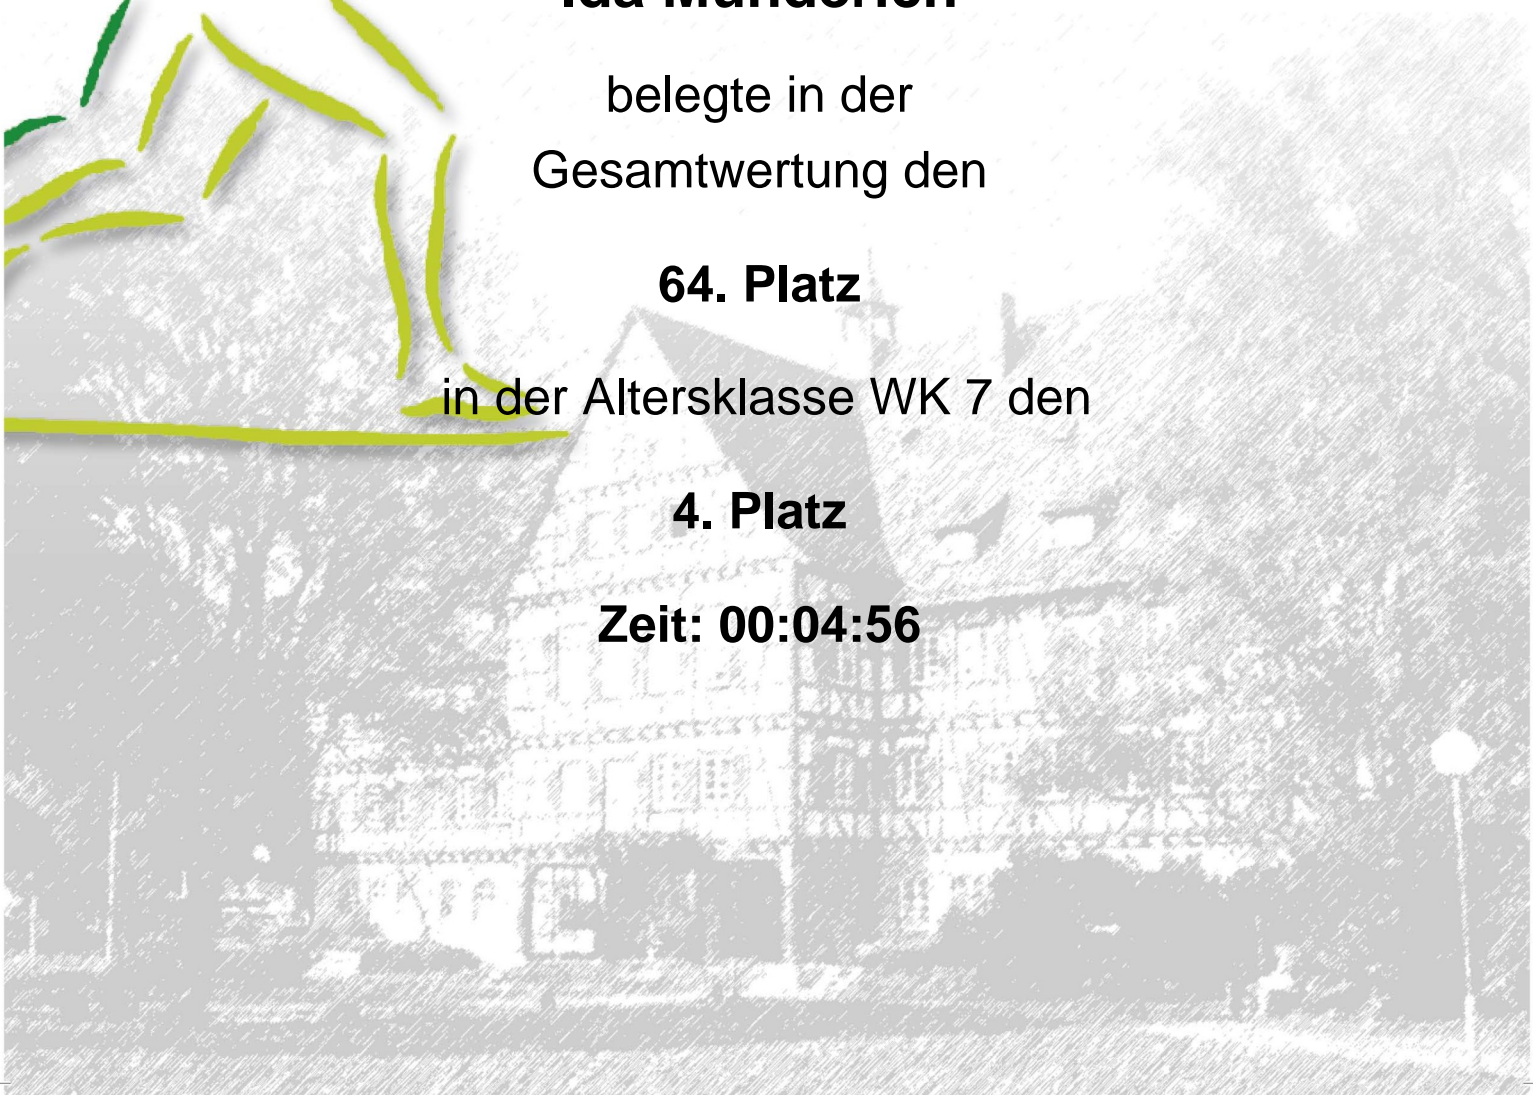 Ida
belegte in der
Gesamtwertung den
64. Platz
in der Altersklasse WK 7 den
4. Platz
Zeit: 00:04:56